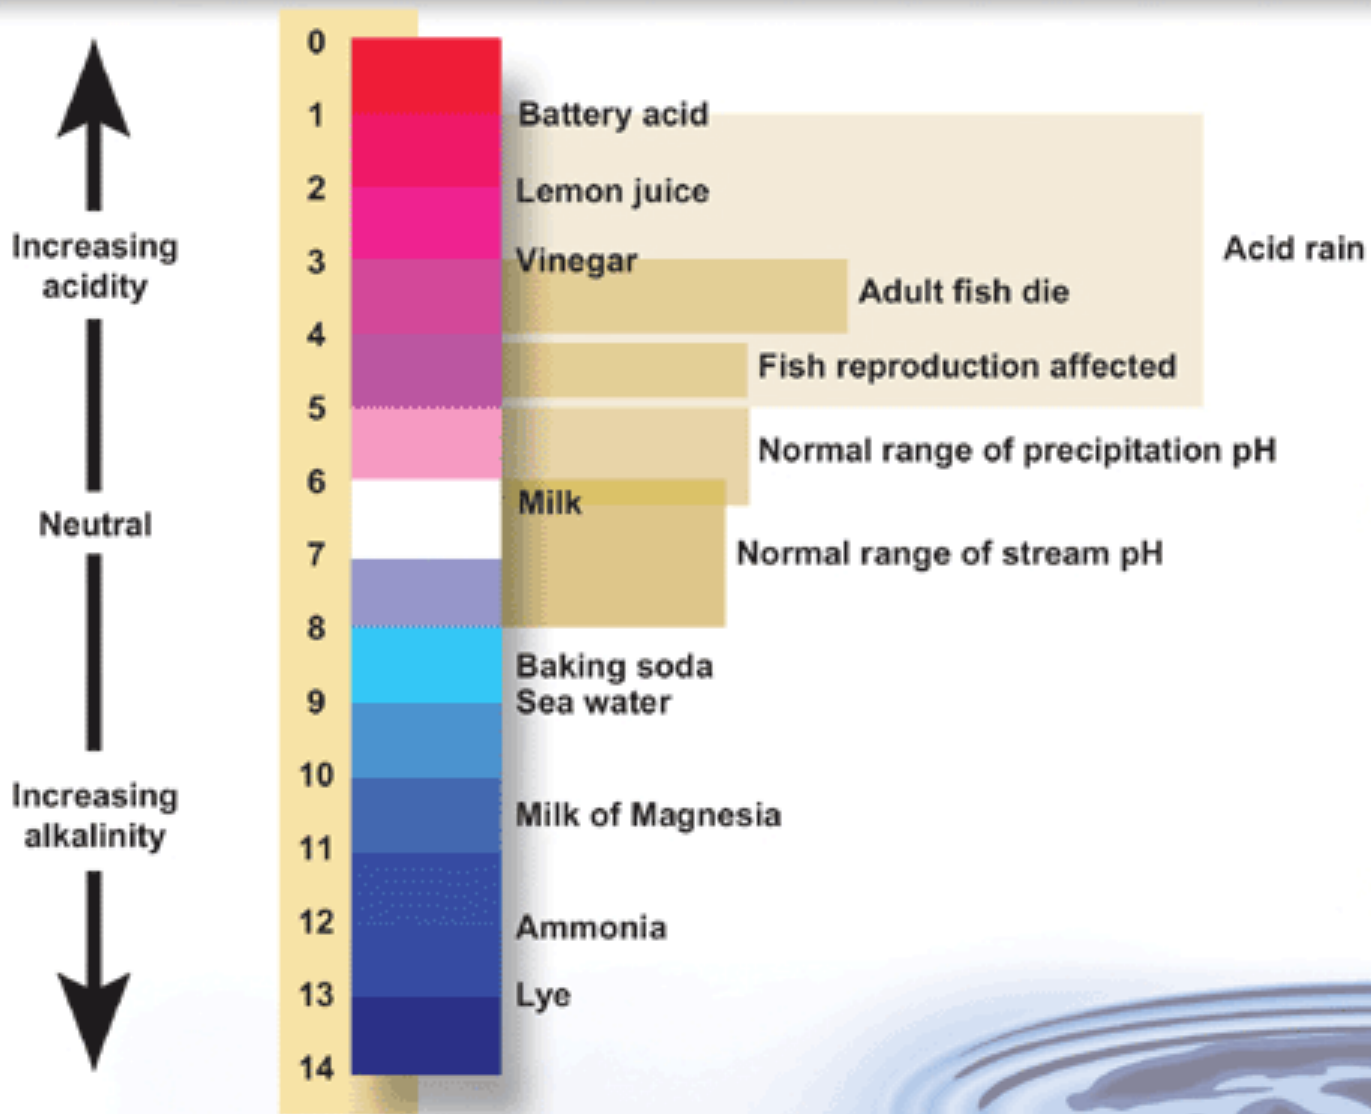 0
1
Battery acid
2
Lemon juice
Increasing
acidity
Acid rain
3
Vinegar
Adult fish die
4
Fish reproduction affected
5
Normal range of precipitation pH
6
Milk
Neutral
7
Normal range of stream pH
8
Baking soda
9
Sea water
10
Increasing
alkalinity
Milk of Magnesia
11
12
Ammonia
13
Lye
14